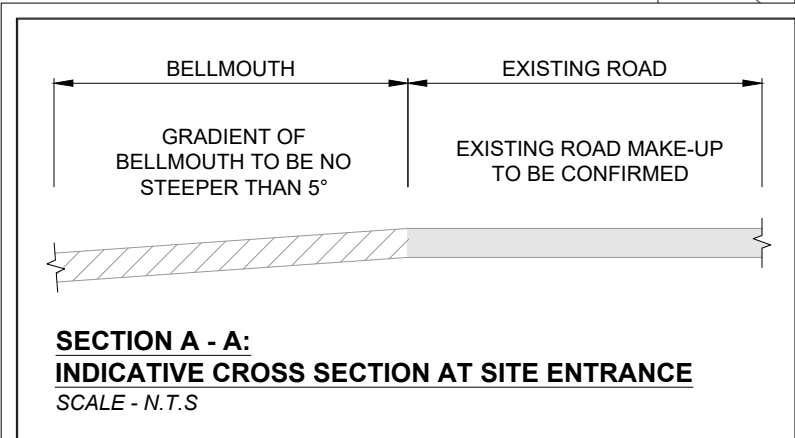 BELLMOUTH
EXISTING ROAD
GRADIENT OF
BELLMOUTH TO BE NO
STEEPER THAN 5°
EXISTING ROAD MAKE-UP
TO BE CONFIRMED
SECTION A - A:
INDICATIVE CROSS SECTION AT SITE ENTRANCE
SCALE - N.T.S